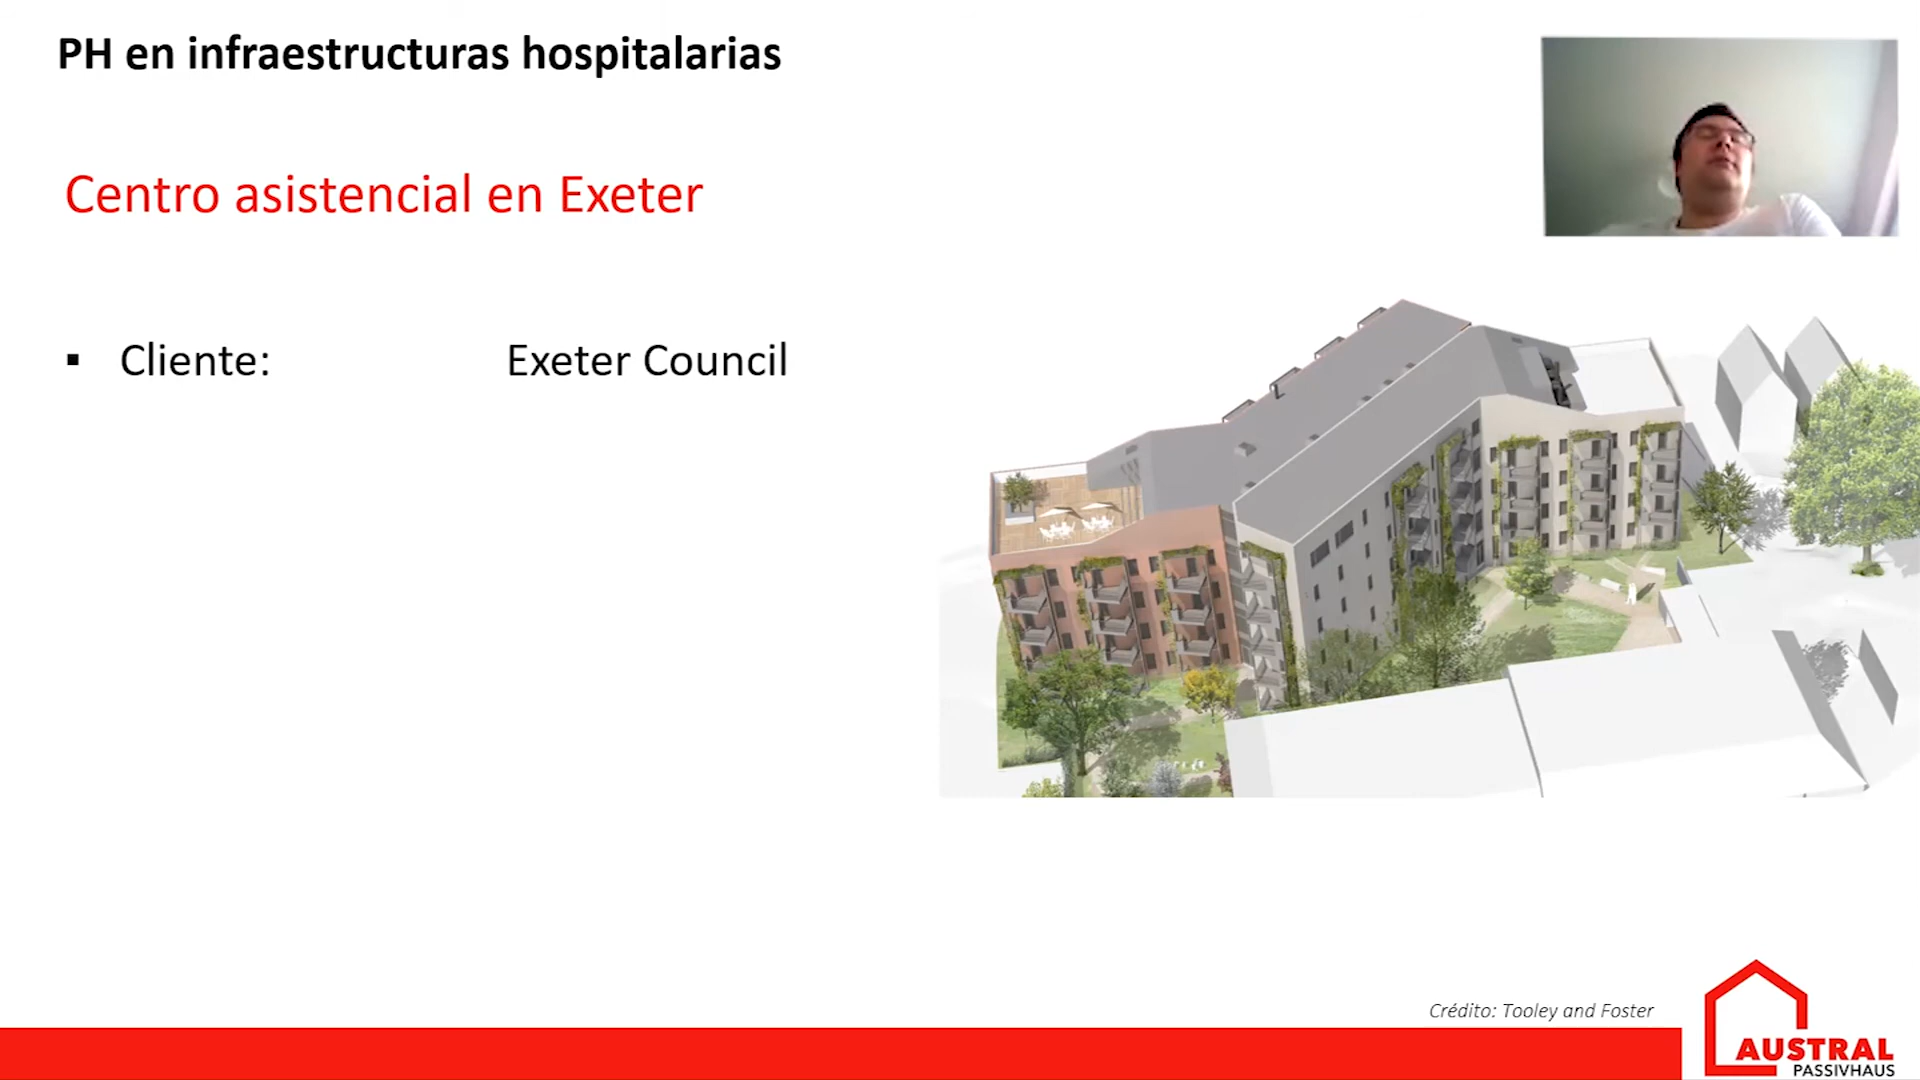 PH en infraestructuras hospitalarias
Centro asistencial en Exeter
▪ Cliente: Exeter Council
Crédito: Tooley and Foster
AUSTRAL
PASSIVHAUS